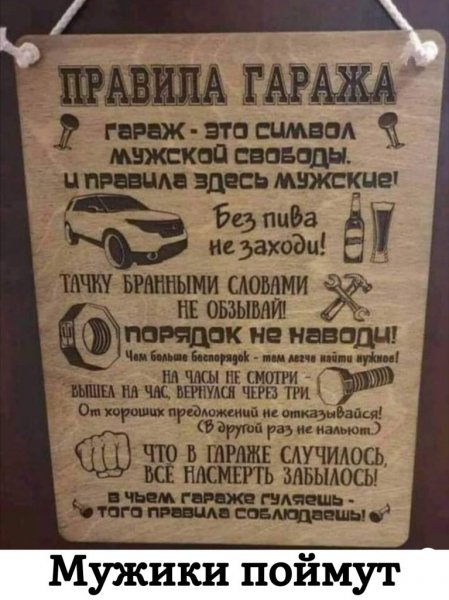 ПРАВИЛА ГАРАЖА
гараж - это символ
мужской свободы.
и правила здесь мужские!
Без пива
не заходи!
ТАЧКУ БРАННЫМИ СЛОВАМИ
НЕ ОБЗЫВАЙ!
порядок не наводи!
Чем больше беспорядок - тем легче найти нужное!
НА ЧАСЫ НЕ СМОТРИ -
ВЫШЕЛ НА ЧАС, ВЕРНУЛСЯ ЧЕРЕЗ ТРИ.
От хороших предложений не отказывайся!
(В другой раз не нальют.)
ЧТО В ГАРАЖЕ СЛУЧИЛОСЬ,
ВСЁ НАСМЕРТЬ ЗАБЫЛОСЬ!
в чьем гараже гуляешь -
того правила соблюдаешь!
Мужики поймут